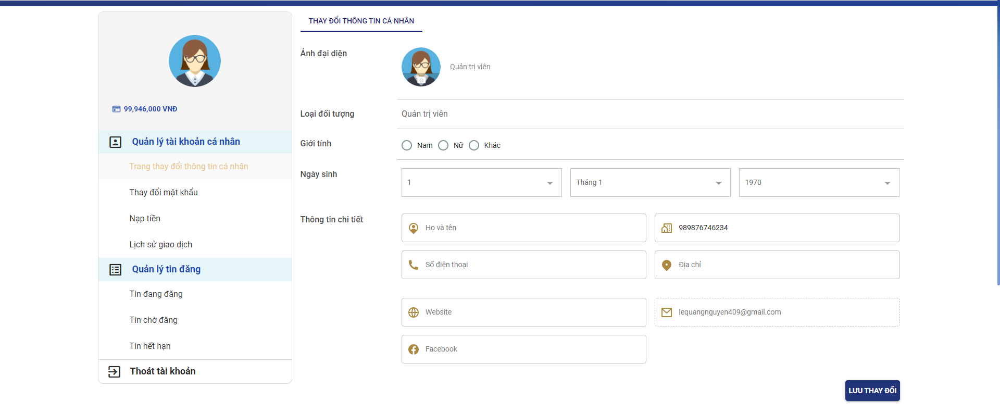 99,946,000 VNĐ
Quản lý tài khoản cá nhân
Trang thay đổi thông tin cá nhân
Thay đổi mật khẩu
Nạp tiền
Lịch sử giao dịch
Quản lý tin đăng
Tin đang đăng
Tin chờ đăng
Tin hết hạn
Thoát tài khoản
THAY ĐỔI THÔNG TIN CÁ NHÂN
Ảnh đại diện
Quản trị viên
Loại đối tượng
Quản trị viên
Giới tính
Nam Nữ Khác
Ngày sinh
1 Tháng 1 1970
Thông tin chi tiết
Họ và tên 989876746234
Số điện thoại Địa chỉ
Website lequangnguyen409@gmail.com
Facebook
LƯU THAY ĐỔI